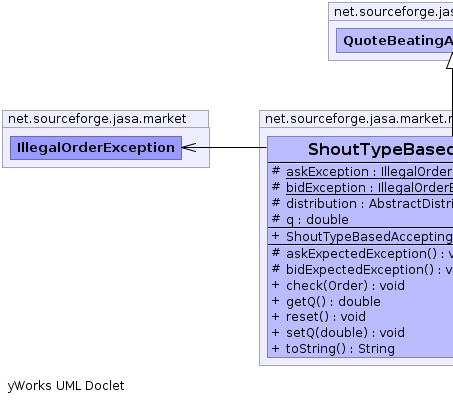 net.sourceforge.ja
QuoteBeatingA
net.sourceforge.jasa.market
IllegalOrderException
net.sourceforge.jasa.market.r
ShoutTypeBased
# askException : IllegalOrder
# bidException : IllegalOrderE
# distribution : AbstractDistri
# q : double
+ ShoutTypeBasedAccepting
# askExpectedException() : v
# bidExpectedException() : v
+ check(Order) : void
+ getQ() : double
+ reset() : void
+ setQ(double) : void
+ toString() : String
yWorks UML Doclet